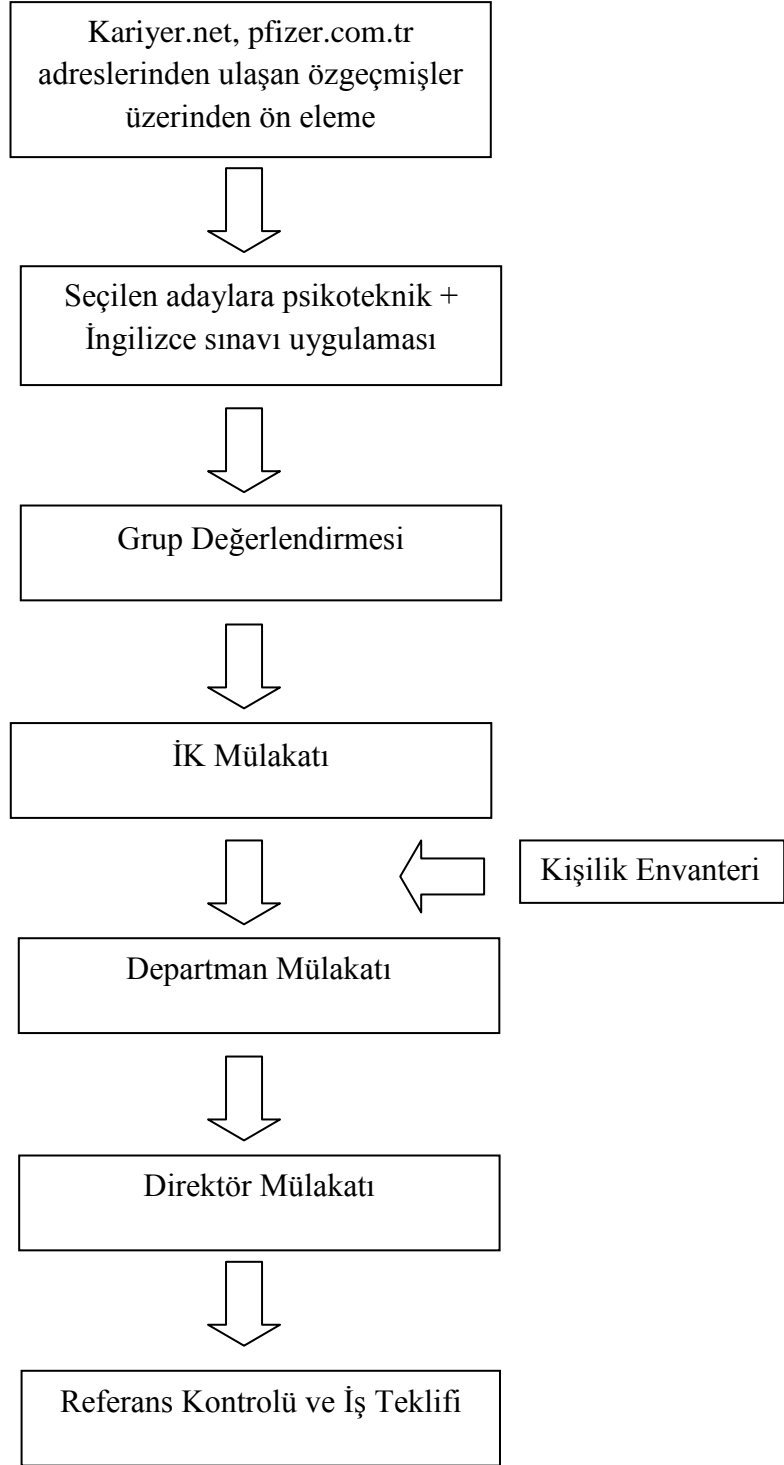 Kariyer.net, pfizer.com.tr
adreslerinden ulaşan özgeçmişler
üzerinden ön eleme
Seçilen adaylara psikoteknik +
İngilizce sınavı uygulaması
Grup Değerlendirmesi
İK Mülakatı
Kişilik Envanteri
Departman Mülakatı
Direktör Mülakatı
Referans Kontrolü ve İş Teklifi